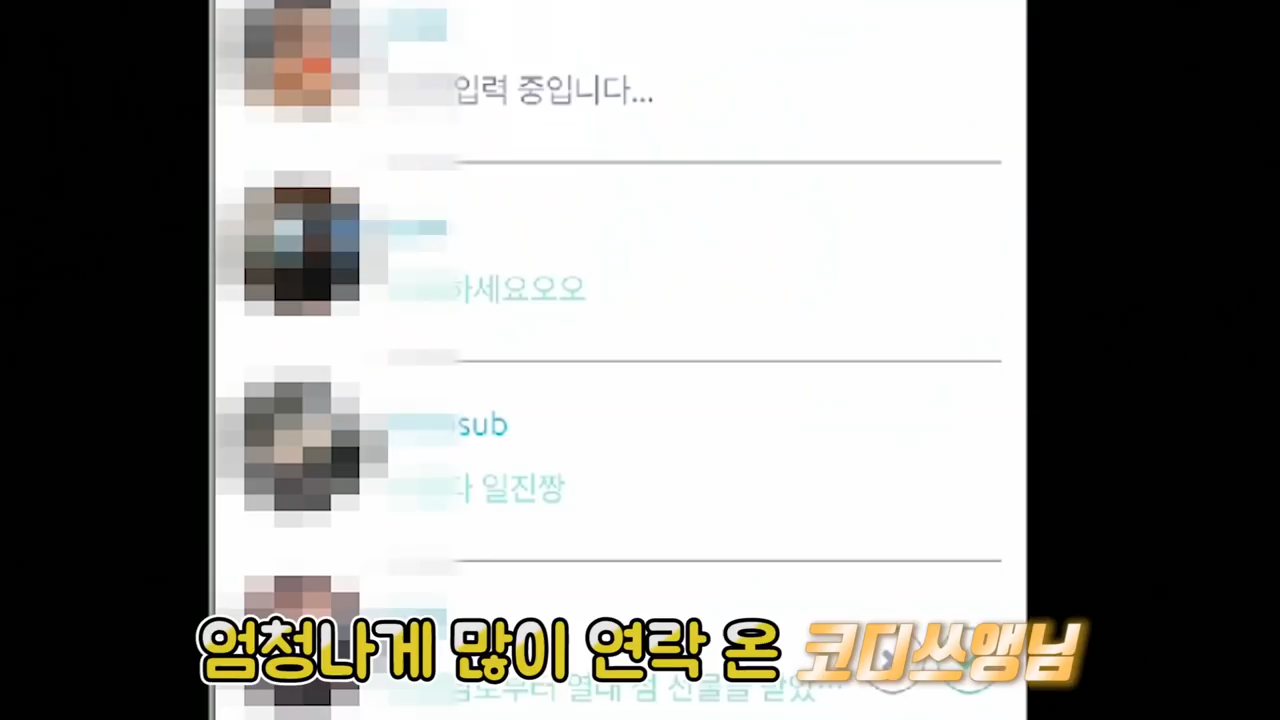 입력 중입니다...
하세요오오
sub
다 일진짱
엄청나게 많이 연락 온 코디쓰앵님